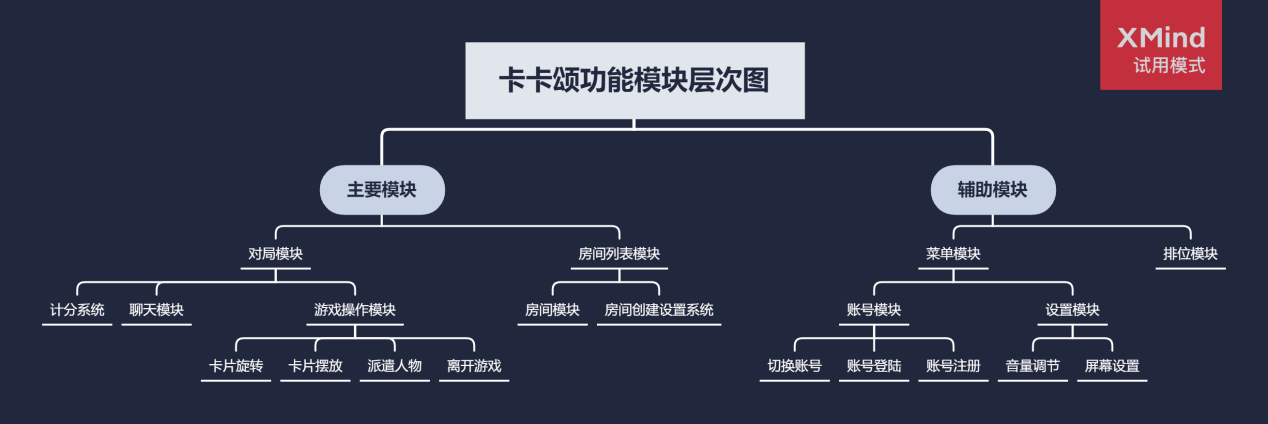 XMind
试用模式
卡卡颂功能模块层次图
主要模块
辅助模块
对局模块
房间列表模块
菜单模块
排位模块
计分系统
聊天模块
游戏操作模块
房间模块
房间创建设置系统
账号模块
设置模块
卡片旋转
卡片摆放
派遣人物
离开游戏
切换账号
账号登陆
账号注册
音量调节
屏幕设置